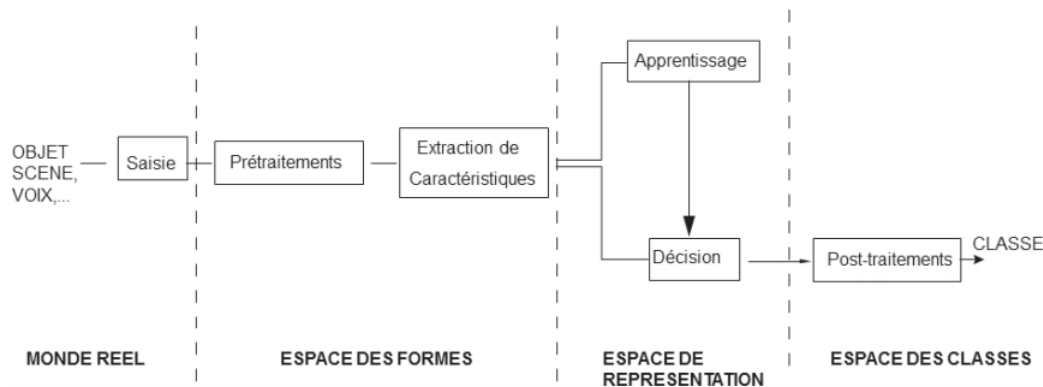 OBJET
SCENE,
VOIX,...
Saisie
Prétraitements
Extraction de
Caractéristiques
Apprentissage
Décision
Post-traitements
CLASSE
MONDE REEL
ESPACE DES FORMES
ESPACE DE
REPRESENTATION
ESPACE DES CLASSES